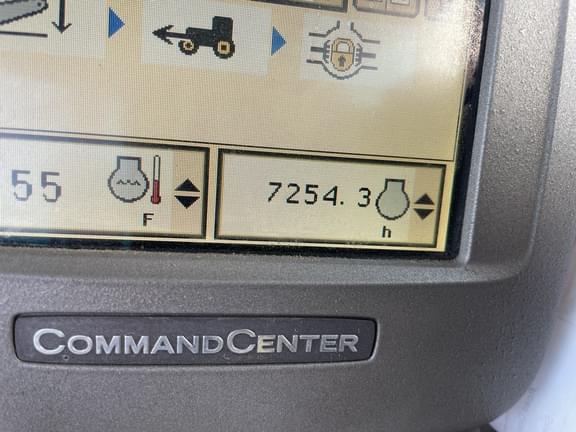 55
F
7254.3
h
COMMANDCENTER